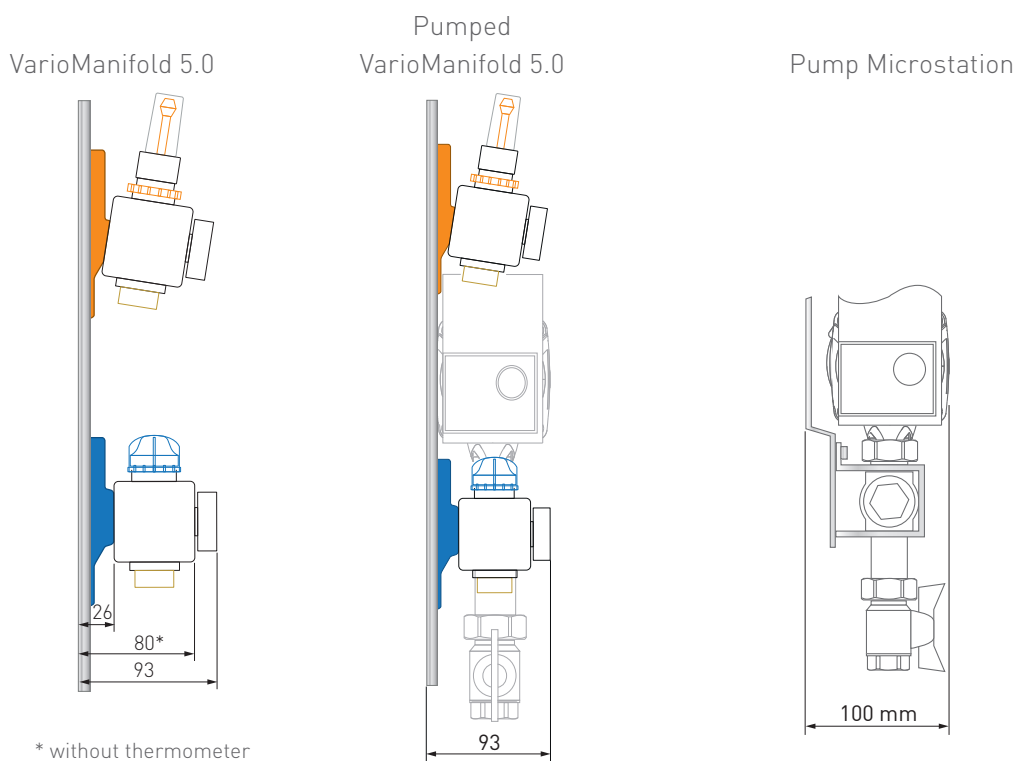 VarioManifold 5.0
Pumped
VarioManifold 5.0
Pump Microstation
26
80*
93
* without thermometer
93
100 mm